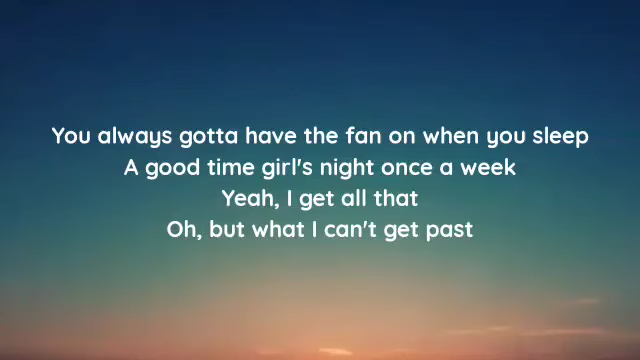 You always gotta have the fan on when you sleep
A good time girl's night once a week
Yeah, I get all that
Oh, but what I can't get past